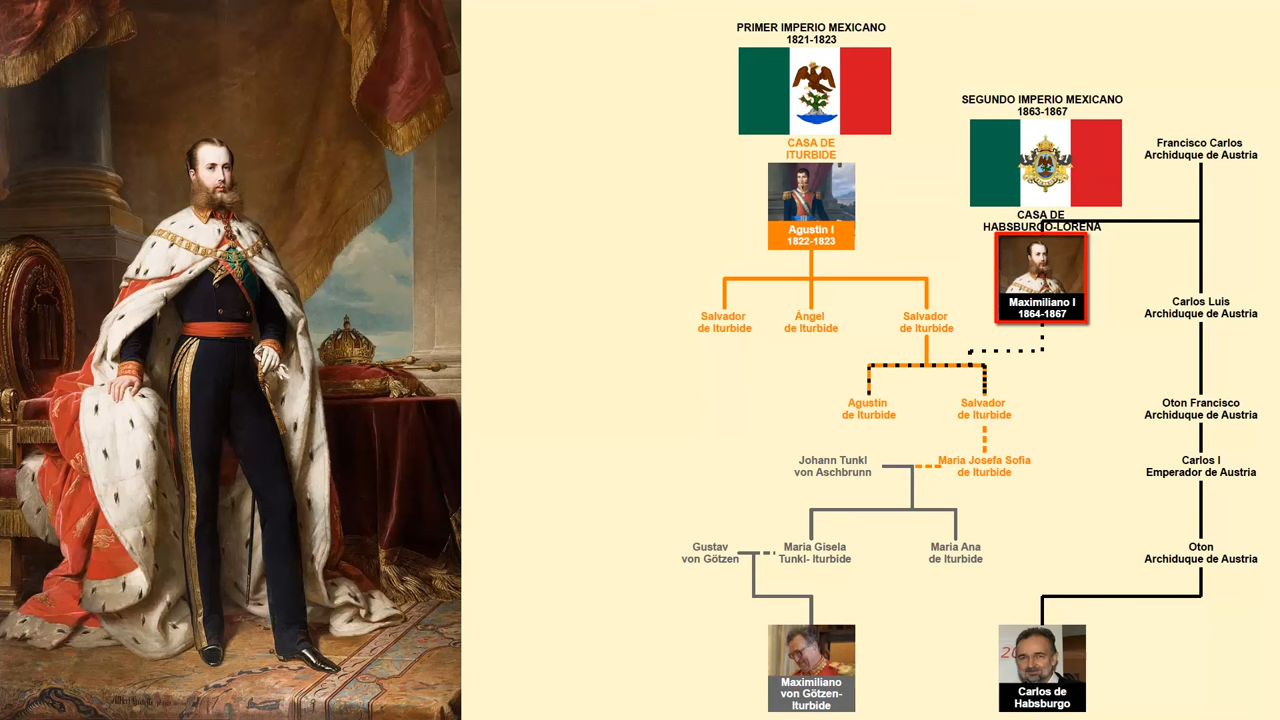 PRIMER IMPERIO MEXICANO
1821-1823
CASA DE
ITURBIDE
Agustin I
1822-1823
SEGUNDO IMPERIO MEXICANO
1863-1867
CASA DE
HABSBURGO-LORENA
Maximiliano I
1864-1867
Francisco Carlos
Archiduque de Austria
Salvador
de Iturbide
Ángel
de Iturbide
Salvador
de Iturbide
Carlos Luis
Archiduque de Austria
Agustin
de Iturbide
Salvador
de Iturbide
Oton Francisco
Archiduque de Austria
Johann Tunkl
von Aschbrunn
Maria Josefa Sofia
de Iturbide
Carlos I
Emperador de Austria
Gustav
von Götzen
Maria Gisela
Tunkl- Iturbide
Maria Ana
de Iturbide
Oton
Archiduque de Austria
Maximiliano
von Götzen-
Iturbide
20
Carlos de
Habsburgo